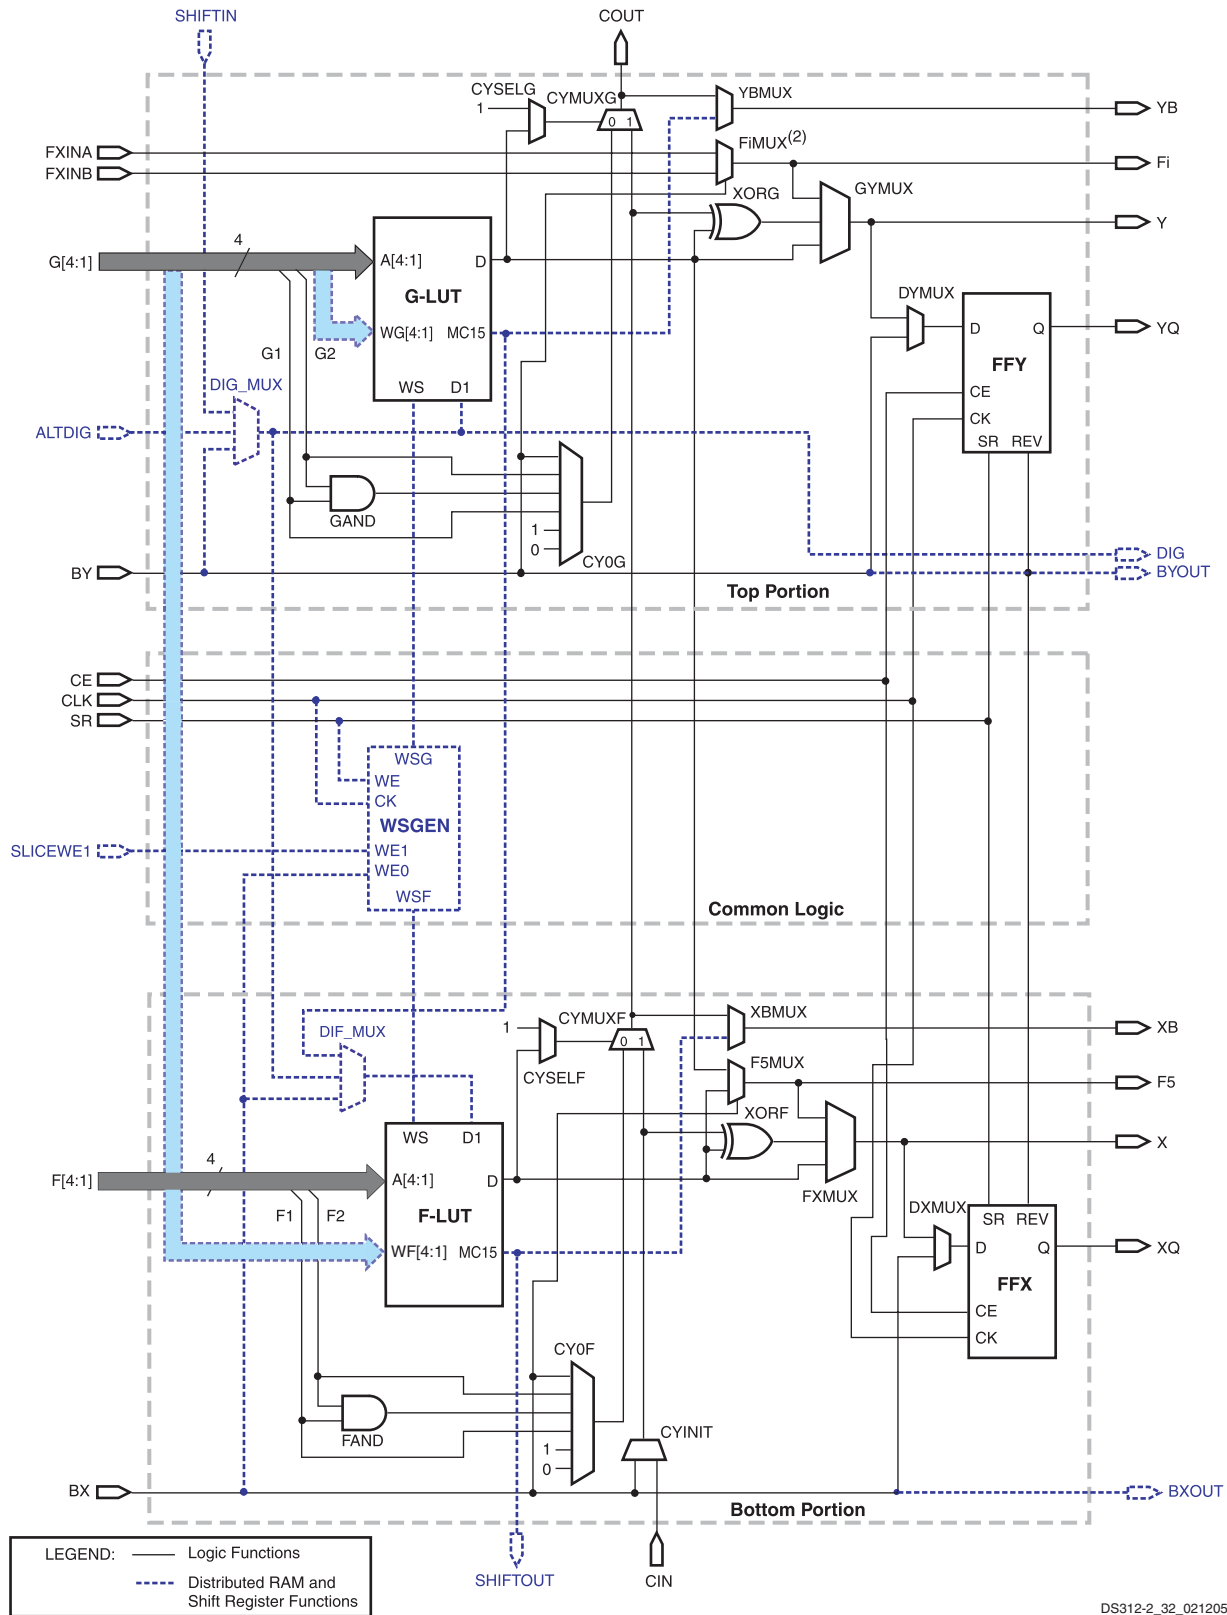 SHIFTIN
COUT
CYSELG
CYMUXG
1
0 1
YBMUX
YB
FXINA
FXINB
FiMUX(2)
Fi
XORG
GYMUX
Y
G[4:1]
4
A[4:1]
D
G-LUT
WG[4:1]
MC15
WS
D1
G1
G2
DYMUX
D
Q
FFY
CE
CK
SR
REV
YQ
DIG_MUX
ALTDIG
GAND
1
0
CY0G
DIG
BY
BYOUT
Top Portion
CE
CLK
SR
WSG
WE
CK
WSGEN
SLICEWE1
WE1
WE0
WSF
Common Logic
DIF_MUX
1
CYMUXF
0 1
CYSELF
XBMUX
XB
F5MUX
F5
XORF
X
FXMUX
WS
D1
F[4:1]
4
A[4:1]
D
F-LUT
F1
F2
WF[4:1]
MC15
DXMUX
SR
REV
D
Q
FFX
CE
CK
XQ
CY0F
FAND
1
0
CYINIT
BX
BXOUT
Bottom Portion
LEGEND:
Logic Functions
Distributed RAM and
Shift Register Functions
SHIFTOUT
CIN
DS312-2_32_021205